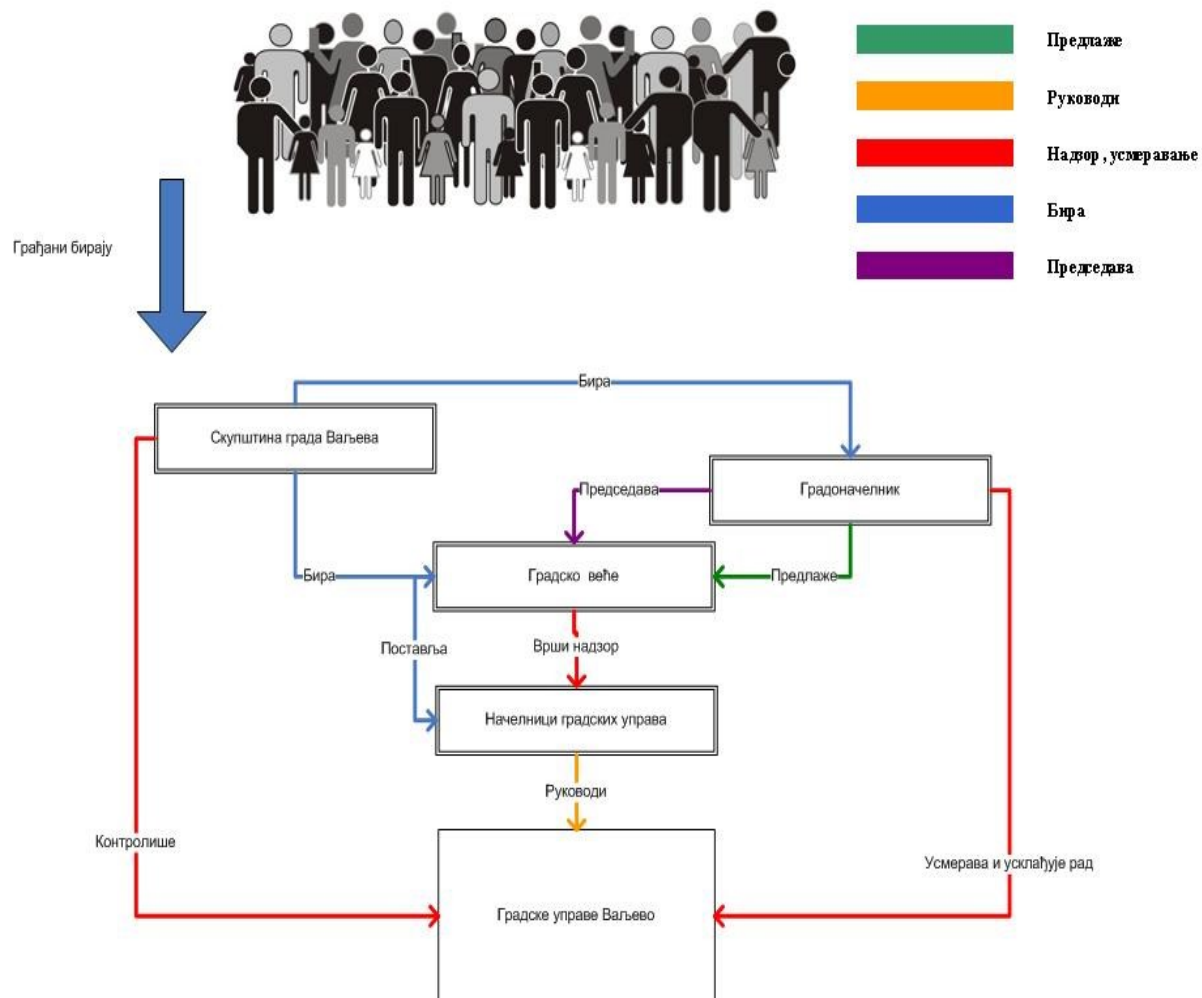 Предлаже
Руководи
Надзор , усмеравање
Бира
Председава
Грађани бирају
Бира
Скупштина града Ваљева
Градоначелник
Председава
Градско веће
Бира
Предлаже
Поставља
Врши надзор
Начелници градских управа
Руководи
Контролише
Усмерава и усклађује рад
Градске управе Ваљево